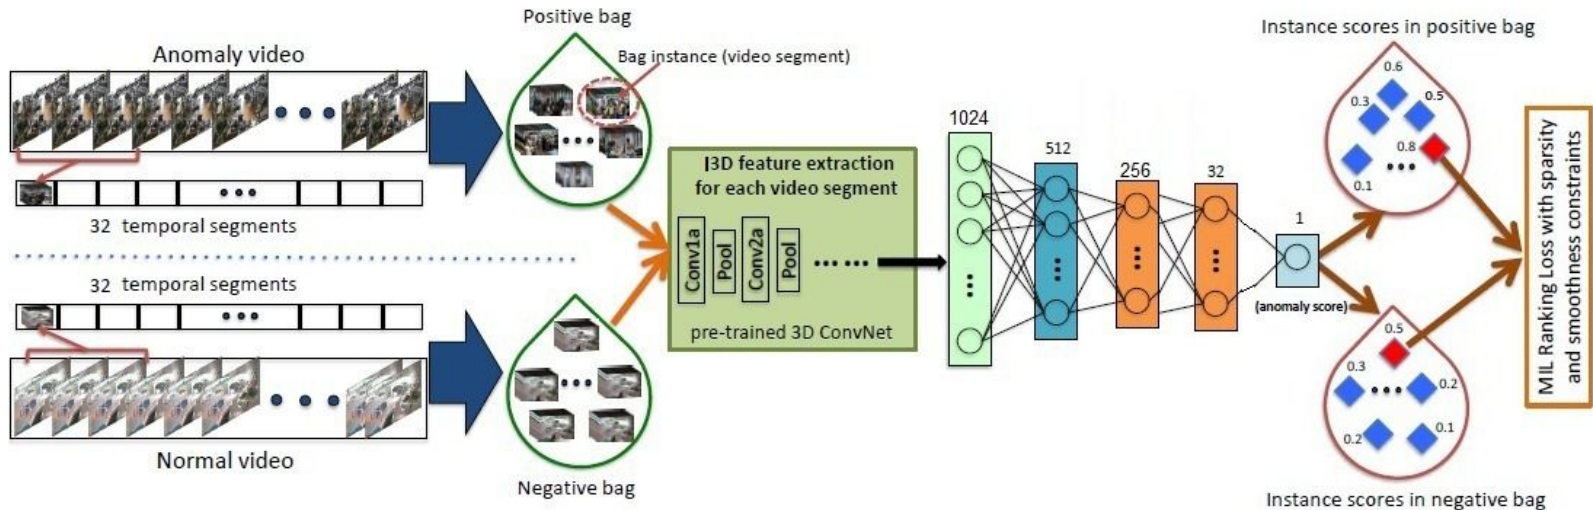 Anomaly video
32 temporal segments
32 temporal segments
Normal video
Positive bag
Bag instance (video segment)
Negative bag
I3D feature extraction
for each video segment
Conv1a
Pool
Conv2a
Pool
pre-trained 3D ConvNet
1024
512
256
32
1
(anomaly score)
Instance scores in positive bag
0.6
0.3
0.5
0.8
0.1
0.5
0.3
0.2
0.2
0.1
Instance scores in negative bag
MIL Ranking Loss with sparsity
and smoothness constraints